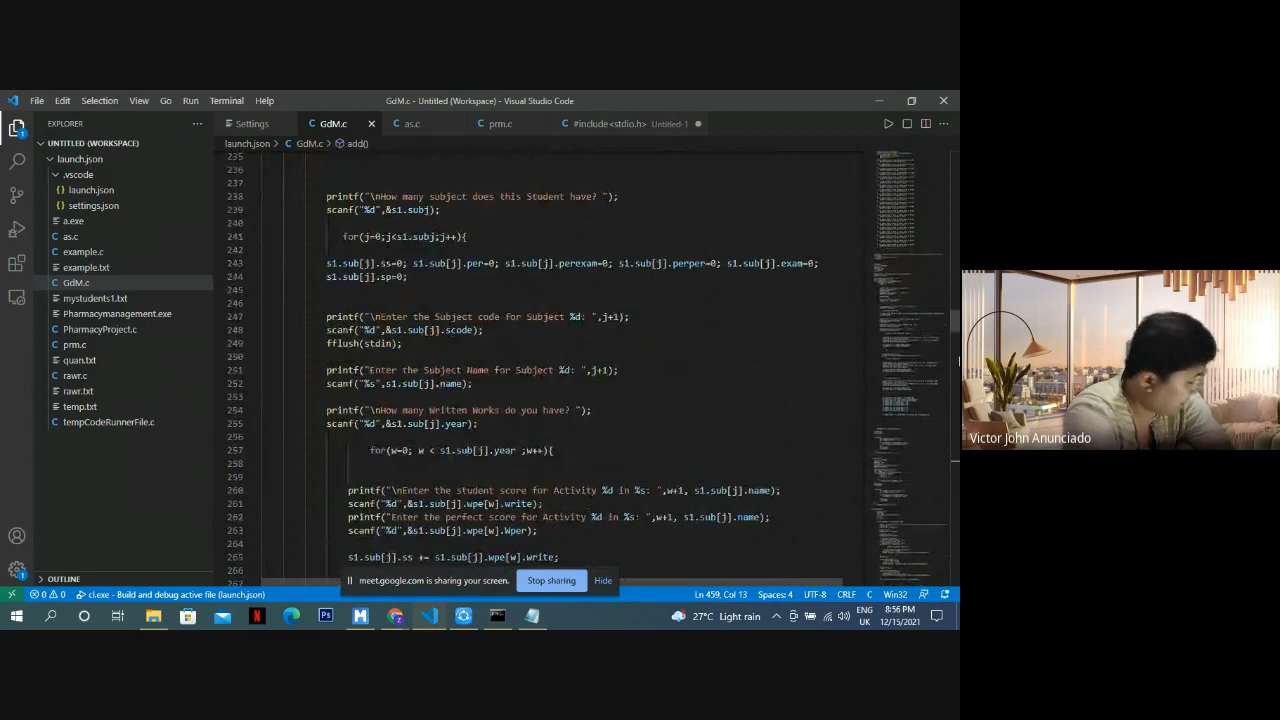 File Edit Selection View Go Run Terminal Help
GdM.c - Untitled (Workspace) - Visual Studio Code
EXPLORER
Settings
GdM.c
as.c
prm.c
#include<stdio.h> Untitled-1
launch.json > GdM.c > add()
UNTITLED (WORKSPACE)
launch.json
.vscode
launch.json
settings.json
a.exe
as.c
example.c
example.txt
GdM.c
mystudents1.txt
Pharmacmanagement.exe
PharmacyProject.c
prm.c
quan.txt
rawr.c
rawr.txt
temp.txt
tempCodeRunnerFile.c
OUTLINE
235
236
237
238 printf("\nHow many subject does this Student have? ");
239 scanf("%d",&s1.subj);
240
241 for(j=0;j<s1.subj;j++){
242
243 s1.sub[j].ss=0; s1.sub[j].per=0; s1.sub[j].perexam=0; s1.sub[j].perper=0; s1.sub[j].exam=0;
244 s1.sub[j].sp=0;
245
246
247 printf("\nEnter the Subject code for Subject %d: ",j+1);
248 scanf("%d",&s1.sub[j].scode);
249 fflush(stdin);
250
251 printf("Enter the Subject Name for Subject %d: ",j+1);
252 scanf("%s",s1.sub[j].name);
253
254 printf("\nHow many Written Works do you have? ");
255 scanf("%d",&s1.sub[j].year);
256
257 for(w=0; w < s1.sub[j].year ;w++){
258
259
260 printf("\nEnter the student score for Activity %d in %s: ",w+1, s1.sub[j].name);
261 scanf("%d",&s1.sub[j].wpe[w].write);
262 printf("Enter the perfect score for Activity %d in %s: ",w+1, s1.sub[j].name);
263 scanf("%d",&s1.sub[j].wpe[w].Wper);
264
265 s1.sub[j].ss += s1.sub[j].wpe[w].write;
266
267
meet.google.com is sharing your screen.
Stop sharing
Hide
0 0 cl.exe - Build and debug active file (launch.json)
Ln 459, Col 13 Spaces: 4 UTF-8 CRLF C Win32
27°C Light rain
ENG
UK
8:56 PM
12/15/2021
Victor John Anunciado